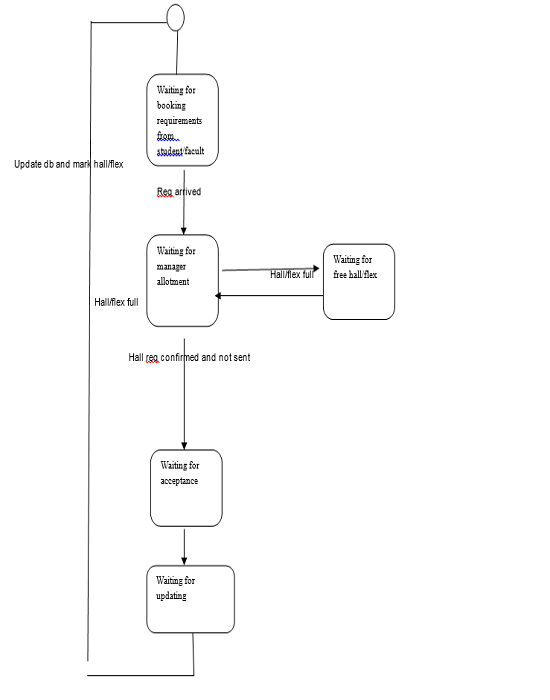 Waiting for
booking
requirements
from
student/facult
Update db and mark hall/flex
Req arrived
Waiting for
manager
allotment
Waiting for
free hall/flex
Hall/flex full
Hall/flex full
Hall req confirmed and not sent
Waiting for
acceptance
Waiting for
updating